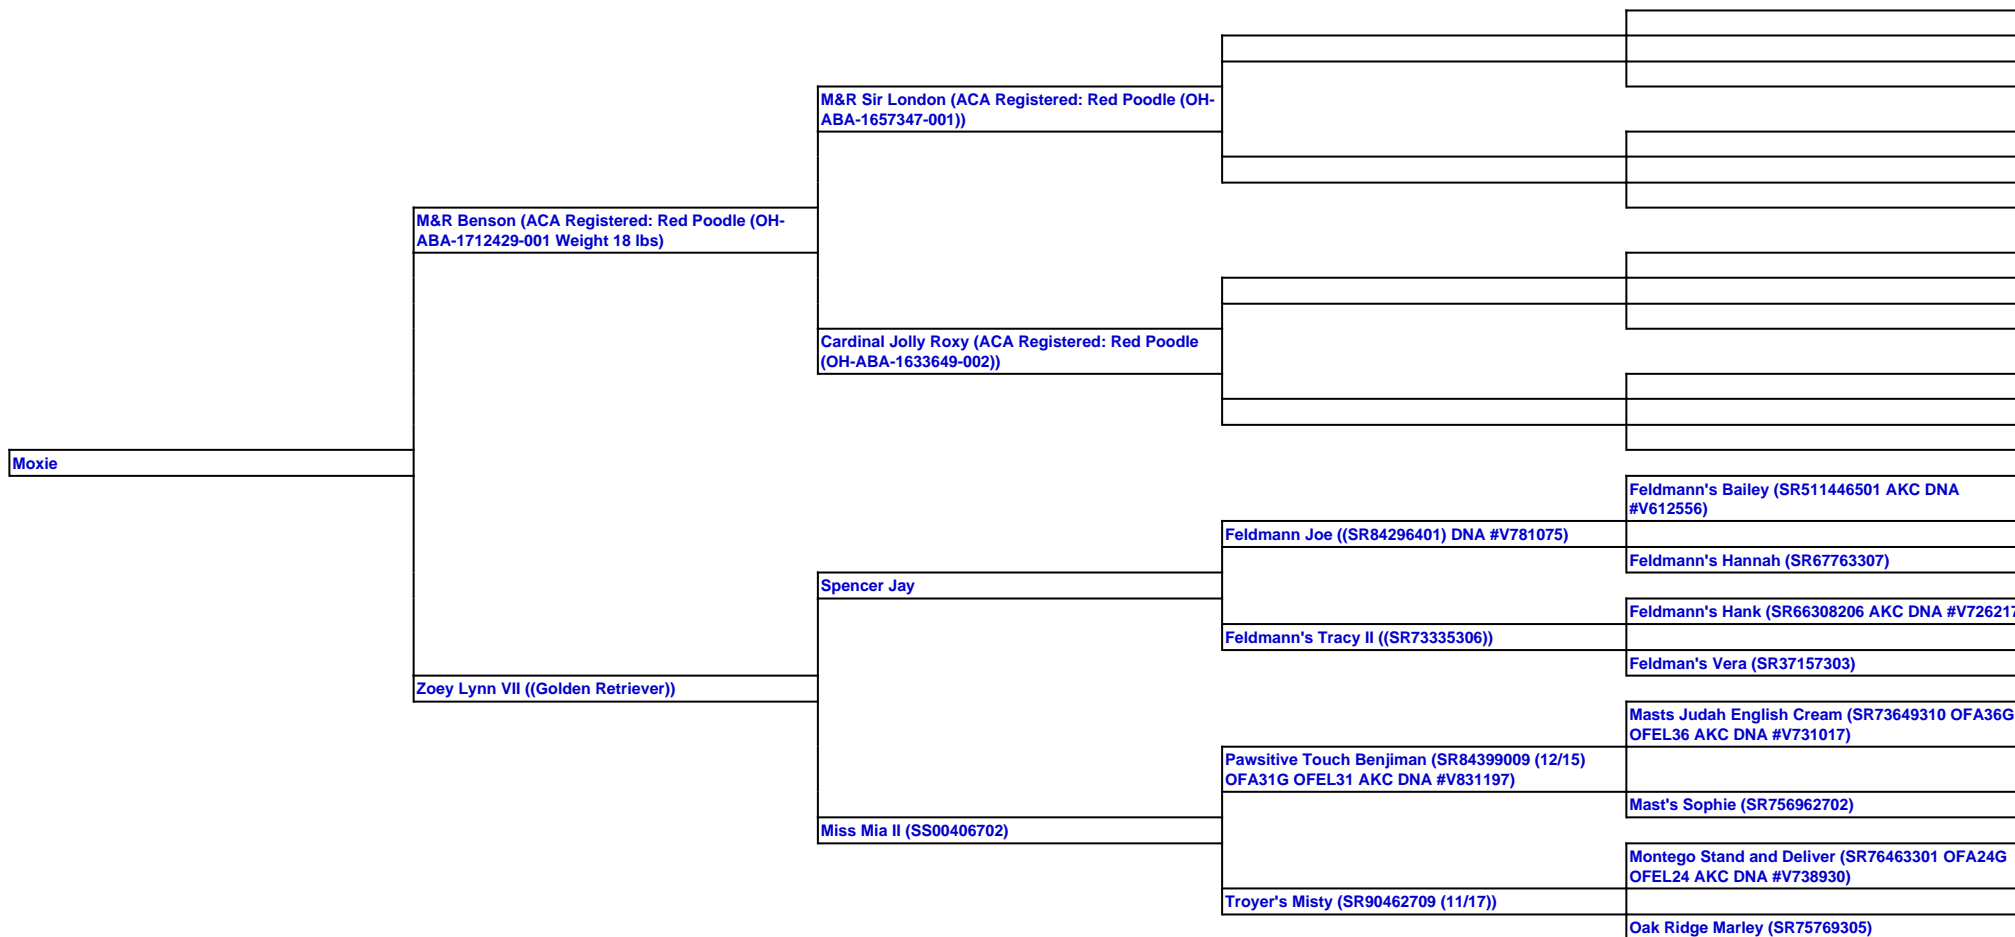 M&R Sir London (ACA Registered: Red Poodle (OH-
ABA-1657347-001))
M&R Benson (ACA Registered: Red Poodle (OH-
ABA-1712429-001 Weight 18 lbs)
Cardinal Jolly Roxy (ACA Registered: Red Poodle
(OH-ABA-1633649-002))
Moxie
Feldmann's Bailey (SR511446501 AKC DNA
#V612556)
Feldmann Joe ((SR84296401) DNA #V781075)
Feldmann's Hannah (SR67763307)
Spencer Jay
Feldmann's Hank (SR66308206 AKC DNA #V726217
Feldmann's Tracy II ((SR73335306))
Feldman's Vera (SR37157303)
Zoey Lynn VII ((Golden Retriever))
Masts Judah English Cream (SR73649310 OFA36G
OFEL36 AKC DNA #V731017)
Pawsitive Touch Benjiman (SR84399009 (12/15)
OFA31G OFEL31 AKC DNA #V831197)
Mast's Sophie (SR756962702)
Miss Mia II (SS00406702)
Montego Stand and Deliver (SR76463301 OFA24G
OFEL24 AKC DNA #V738930)
Troyer's Misty (SR90462709 (11/17))
Oak Ridge Marley (SR75769305)